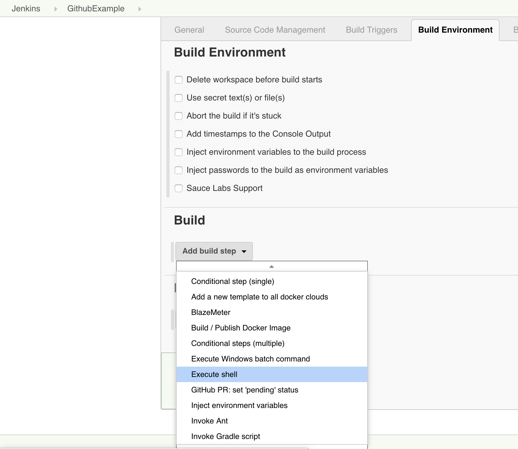 Jenkins GithubExample
General Source Code Management Build Triggers Build Environment B
Build Environment
Delete workspace before build starts
Use secret text(s) or file(s)
Abort the build if it's stuck
Add timestamps to the Console Output
Inject environment variables to the build process
Inject passwords to the build as environment variables
Sauce Labs Support
Build
Add build step
Conditional step (single)
Add a new template to all docker clouds
BlazeMeter
Build / Publish Docker Image
Conditional steps (multiple)
Execute Windows batch command
Execute shell
GitHub PR: set 'pending' status
Inject environment variables
Invoke Ant
Invoke Gradle script